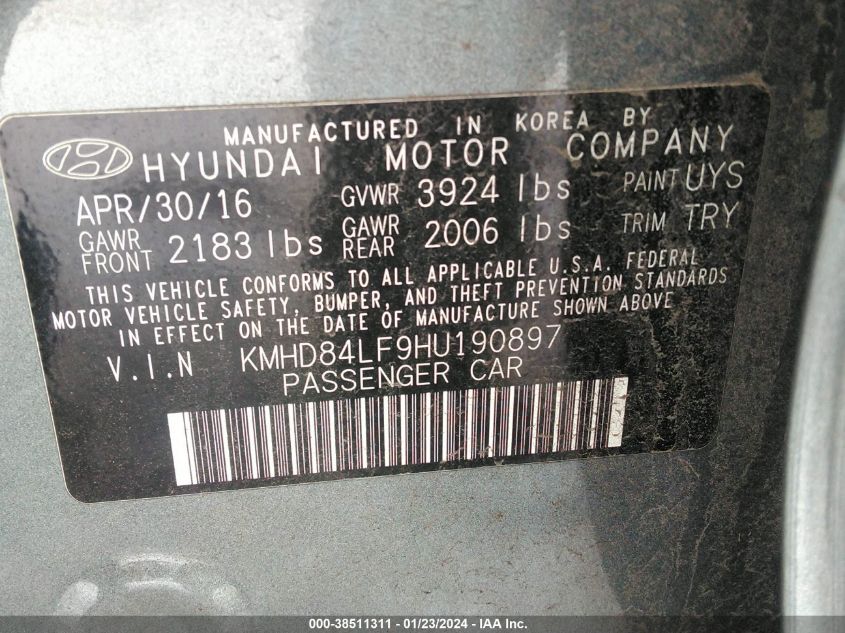 MANUFACTURED IN KOREA BY
HYUNDAI MOTOR COMPANY
APR/30/16 GVWR 3924 lbs PAINT UYS
GAWR FRONT 2183 lbs GAWR REAR 2006 lbs TRIM TRY
THIS VEHICLE CONFORMS TO ALL APPLICABLE U.S.A. FEDERAL
MOTOR VEHICLE SAFETY, BUMPER, AND THEFT PREVENTION STANDARDS
IN EFFECT ON THE DATE OF MANUFACTURE SHOWN ABOVE
V.I.N KMHD84LF9HU190897
PASSENGER CAR
000-38511311 - 01/23/2024 - IAA Inc.